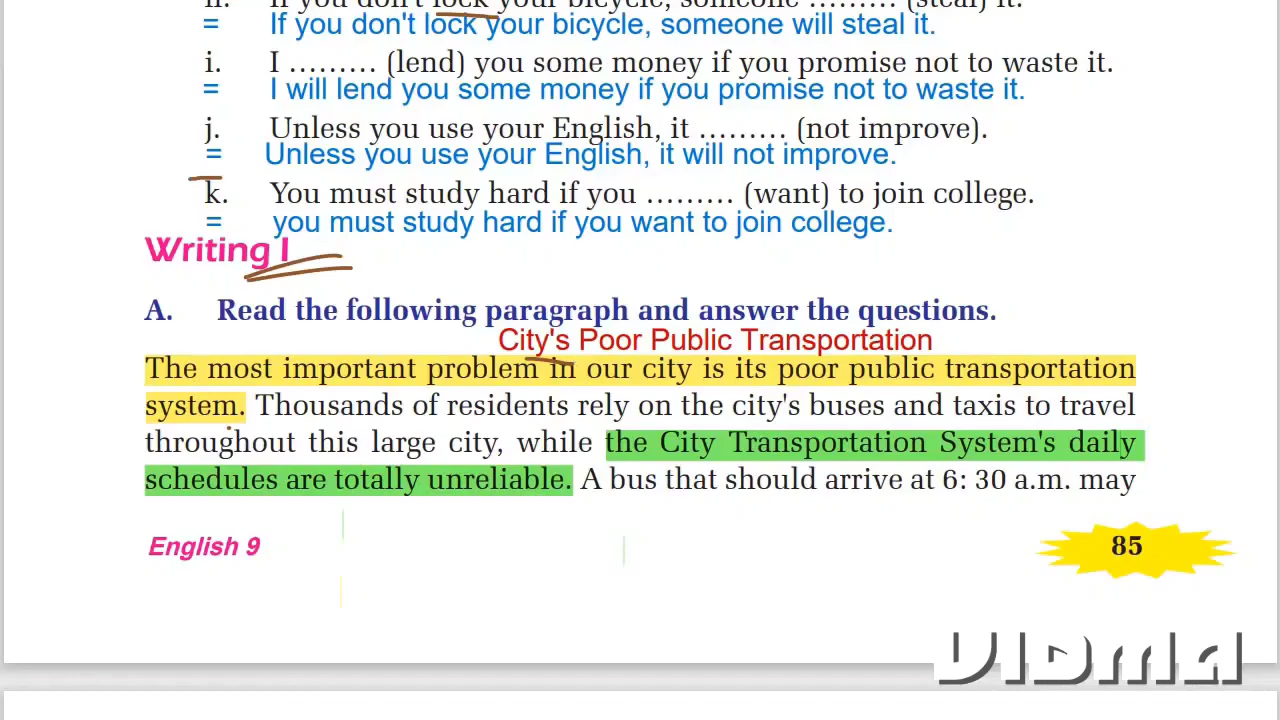 If you don't lock your bicycle, someone ......... (steal) it.
= If you don't lock your bicycle, someone will steal it.
i. I ......... (lend) you some money if you promise not to waste it.
= I will lend you some money if you promise not to waste it.
j. Unless you use your English, it ......... (not improve).
= Unless you use your English, it will not improve.
k. You must study hard if you ......... (want) to join college.
= you must study hard if you want to join college.
Writing I
A. Read the following paragraph and answer the questions.
City's Poor Public Transportation
The most important problem in our city is its poor public transportation
system. Thousands of residents rely on the city's buses and taxis to travel
throughout this large city, while the City Transportation System's daily
schedules are totally unreliable. A bus that should arrive at 6: 30 a.m. may
English 9
85